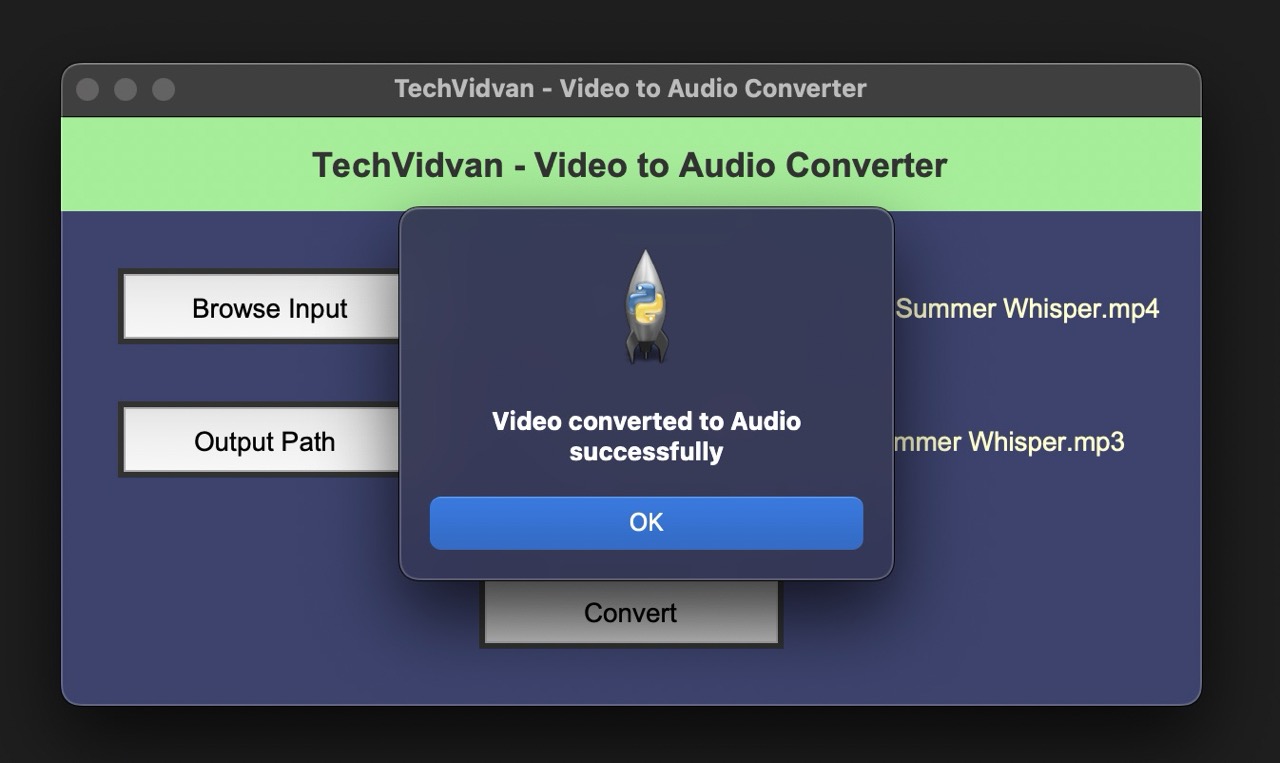 TechVidvan - Video to Audio Converter
TechVidvan - Video to Audio Converter
Browse Input
Summer Whisper.mp4
Output Path
mmer Whisper.mp3
Video converted to Audio
successfully
OK
Convert